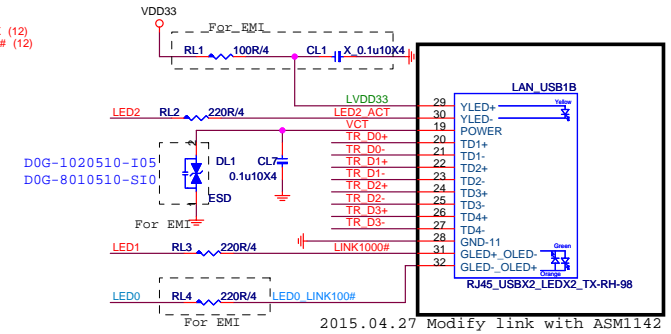 VDD33
(12)
# (12)
For EMI
RL1 100R/4 CL1 X_0.1u10X4
LAN_USB1B
LVDD33 29 YLED+ Yellow
LED2 RL2 220R/4 LED2_ACT 30 YLED-
VCT 19 POWER
TR_D0+ 20 TD1+
TR_D0- 21 TD1-
TR_D1+ 22 TD2+
TR_D1- 23 TD2-
TR_D2+ 24 TD3+
TR_D2- 25 TD3-
TR_D3+ 26 TD4+
TR_D3- 27 TD4-
2
D0G-1020510-I05 DL1 CL7
D0G-8010510-SI0 0.1u10X4
ESD
1
For EMI
28 GND-11
LED1 RL3 220R/4 LINK1000# 31 GLED+_OLED- Green
32 GLED-_OLED+ Orange
RJ45_USBX2_LEDX2_TX-RH-98
LED0 RL4 220R/4 LED0_LINK100#
For EMI
2015.04.27 Modify link with ASM1142